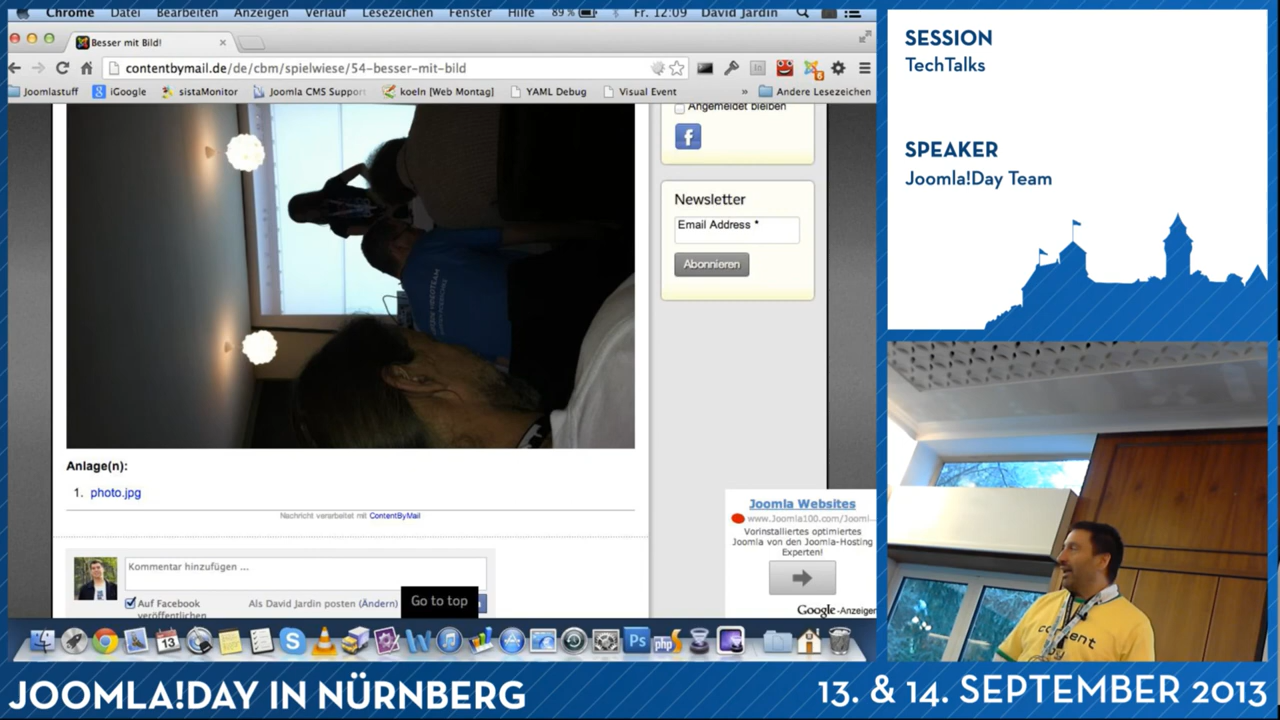 Chrome Datei Bearbeiten Anzeigen Verlauf Lesezeichen Fenster Hilfe 89 % Fr. 12:09 David Jardin
Besser mit Bild!
contentbymail.de/de/cbm/spielwiese/54-besser-mit-bild
Joomlastuff iGoogle sistaMonitor Joomla CMS Support koeln [Web Montag] YAML Debug Visual Event » Andere Lesezeichen
Angemeldet bleiben
f
Newsletter
Email Address *
Abonnieren
Anlage(n):
1. photo.jpg
Nachricht verarbeitet mit ContentByMail
Joomla Websites
www.Joomla100.com/Jooml...
Vorinstalliertes optimiertes
Joomla von den Joomla-Hosting
Experten!
Google-Anzeigen
Kommentar hinzufügen ...
Auf Facebook
veröffentlichen
Als David Jardin posten (Ändern)
Go to top
SESSION
TechTalks
SPEAKER
Joomla!Day Team
content
by
JOOMLA!DAY IN NÜRNBERG
13. & 14. SEPTEMBER 2013